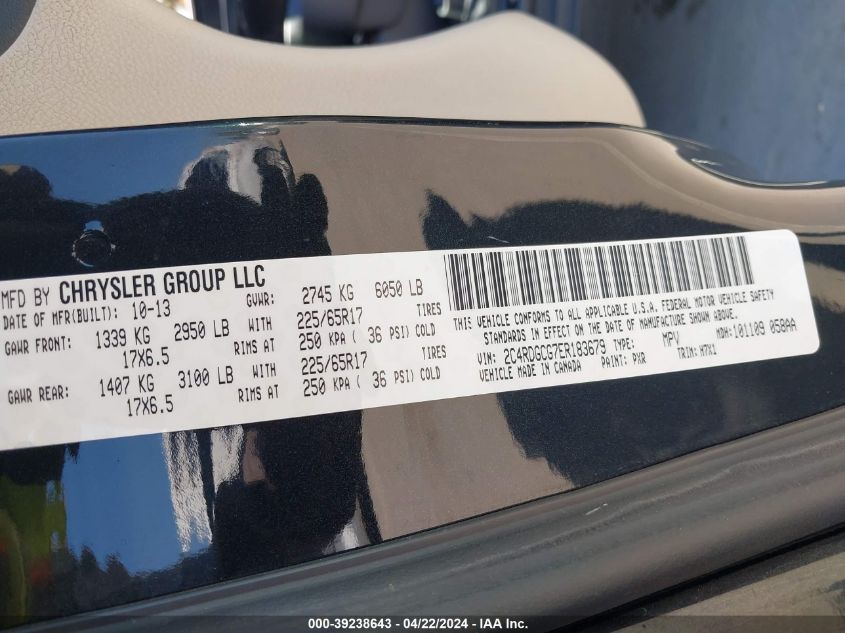 MFD BY CHRYSLER GROUP LLC
DATE OF MFR(BUILT): 10-13 GVWR: 2745 KG 6050 LB
GAWR FRONT: 1339 KG 2950 LB WITH 225/65R17 TIRES
17X6.5 RIMS AT 250 KPA ( 36 PSI) COLD
GAWR REAR: 1407 KG 3100 LB WITH 225/65R17 TIRES
17X6.5 RIMS AT 250 KPA ( 36 PSI) COLD
THIS VEHICLE CONFORMS TO ALL APPLICABLE U.S.A. FEDERAL MOTOR VEHICLE SAFETY
STANDARDS IN EFFECT ON THE DATE OF MANUFACTURE SHOWN ABOVE.
VIN: 2C4RDGCG7ER183679 TYPE: MPV MDH: 101109 058AA
VEHICLE MADE IN CANADA PAINT: PXR TRIM: H7X1
000-39238643 - 04/22/2024 - IAA Inc.